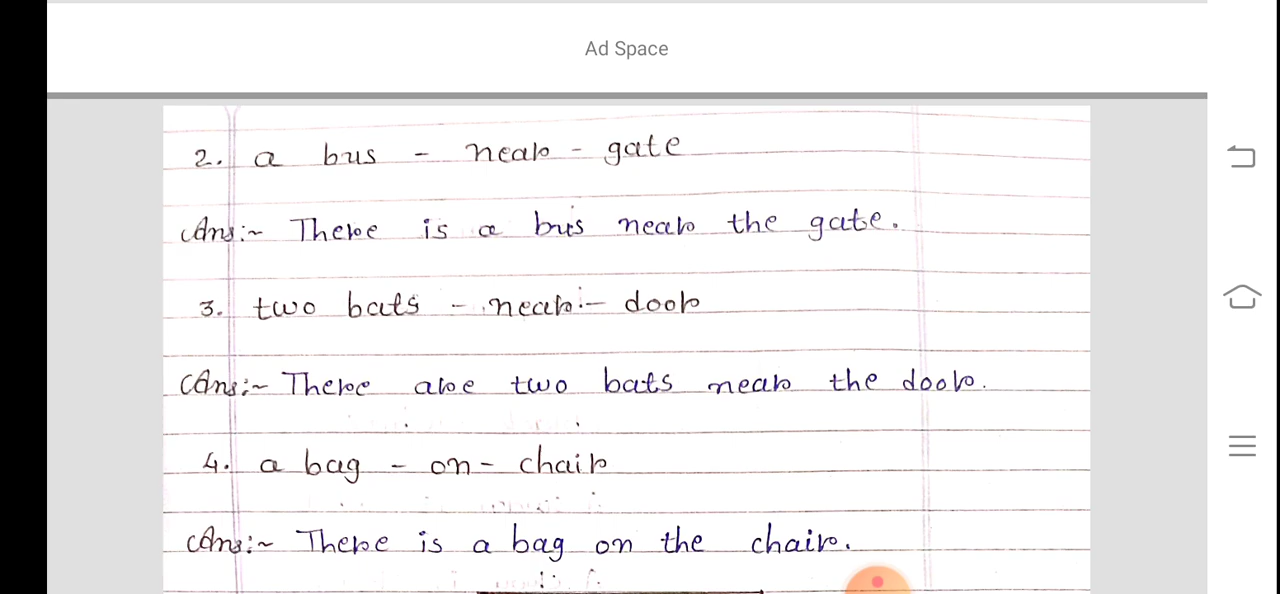 Ad Space
2. a bus - near - gate
Ans:~ There is a bus near the gate.
3. two bats - near - door
Ans:~ There are two bats near the door.
4. a bag - on - chair
Ans:~ There is a bag on the chair.